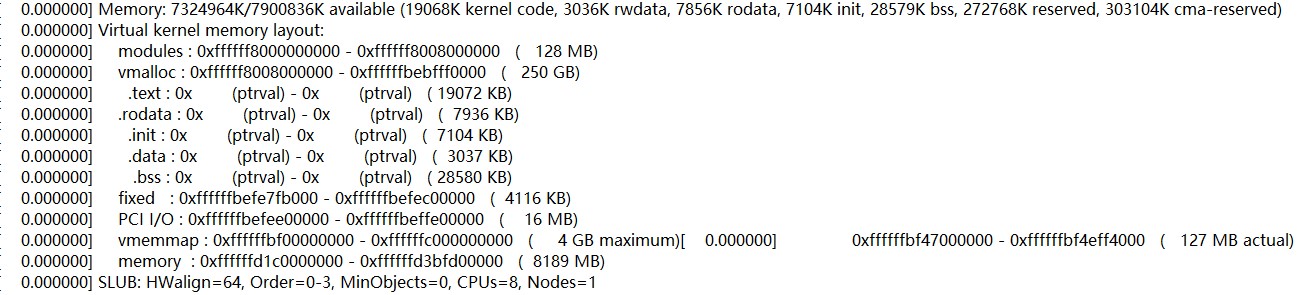 0.000000] Memory: 7324964K/7900836K available (19068K kernel code, 3036K rwdata, 7856K rodata, 7104K init, 28579K bss, 272768K reserved, 303104K cma-reserved)
0.000000] Virtual kernel memory layout:
0.000000] modules : 0xffffff8000000000 - 0xffffff8008000000 ( 128 MB)
0.000000] vmalloc : 0xffffff8008000000 - 0xffffffbebfff0000 ( 250 GB)
0.000000] .text : 0x (ptrval) - 0x (ptrval) ( 19072 KB)
0.000000] .rodata : 0x (ptrval) - 0x (ptrval) ( 7936 KB)
0.000000] .init : 0x (ptrval) - 0x (ptrval) ( 7104 KB)
0.000000] .data : 0x (ptrval) - 0x (ptrval) ( 3037 KB)
0.000000] .bss : 0x (ptrval) - 0x (ptrval) ( 28580 KB)
0.000000] fixed : 0xffffffbefe7fb000 - 0xffffffbefec00000 ( 4116 KB)
0.000000] PCI I/O : 0xffffffbefee00000 - 0xffffffbeffe00000 ( 16 MB)
0.000000] vmemmap : 0xffffffbf00000000 - 0xffffffc000000000 ( 4 GB maximum)[ 0.000000] 0xffffffbf47000000 - 0xffffffbf4eff4000 ( 127 MB actual)
0.000000] memory : 0xffffffd1c0000000 - 0xffffffd3bfd00000 ( 8189 MB)
0.000000] SLUB: HWalign=64, Order=0-3, MinObjects=0, CPUs=8, Nodes=1